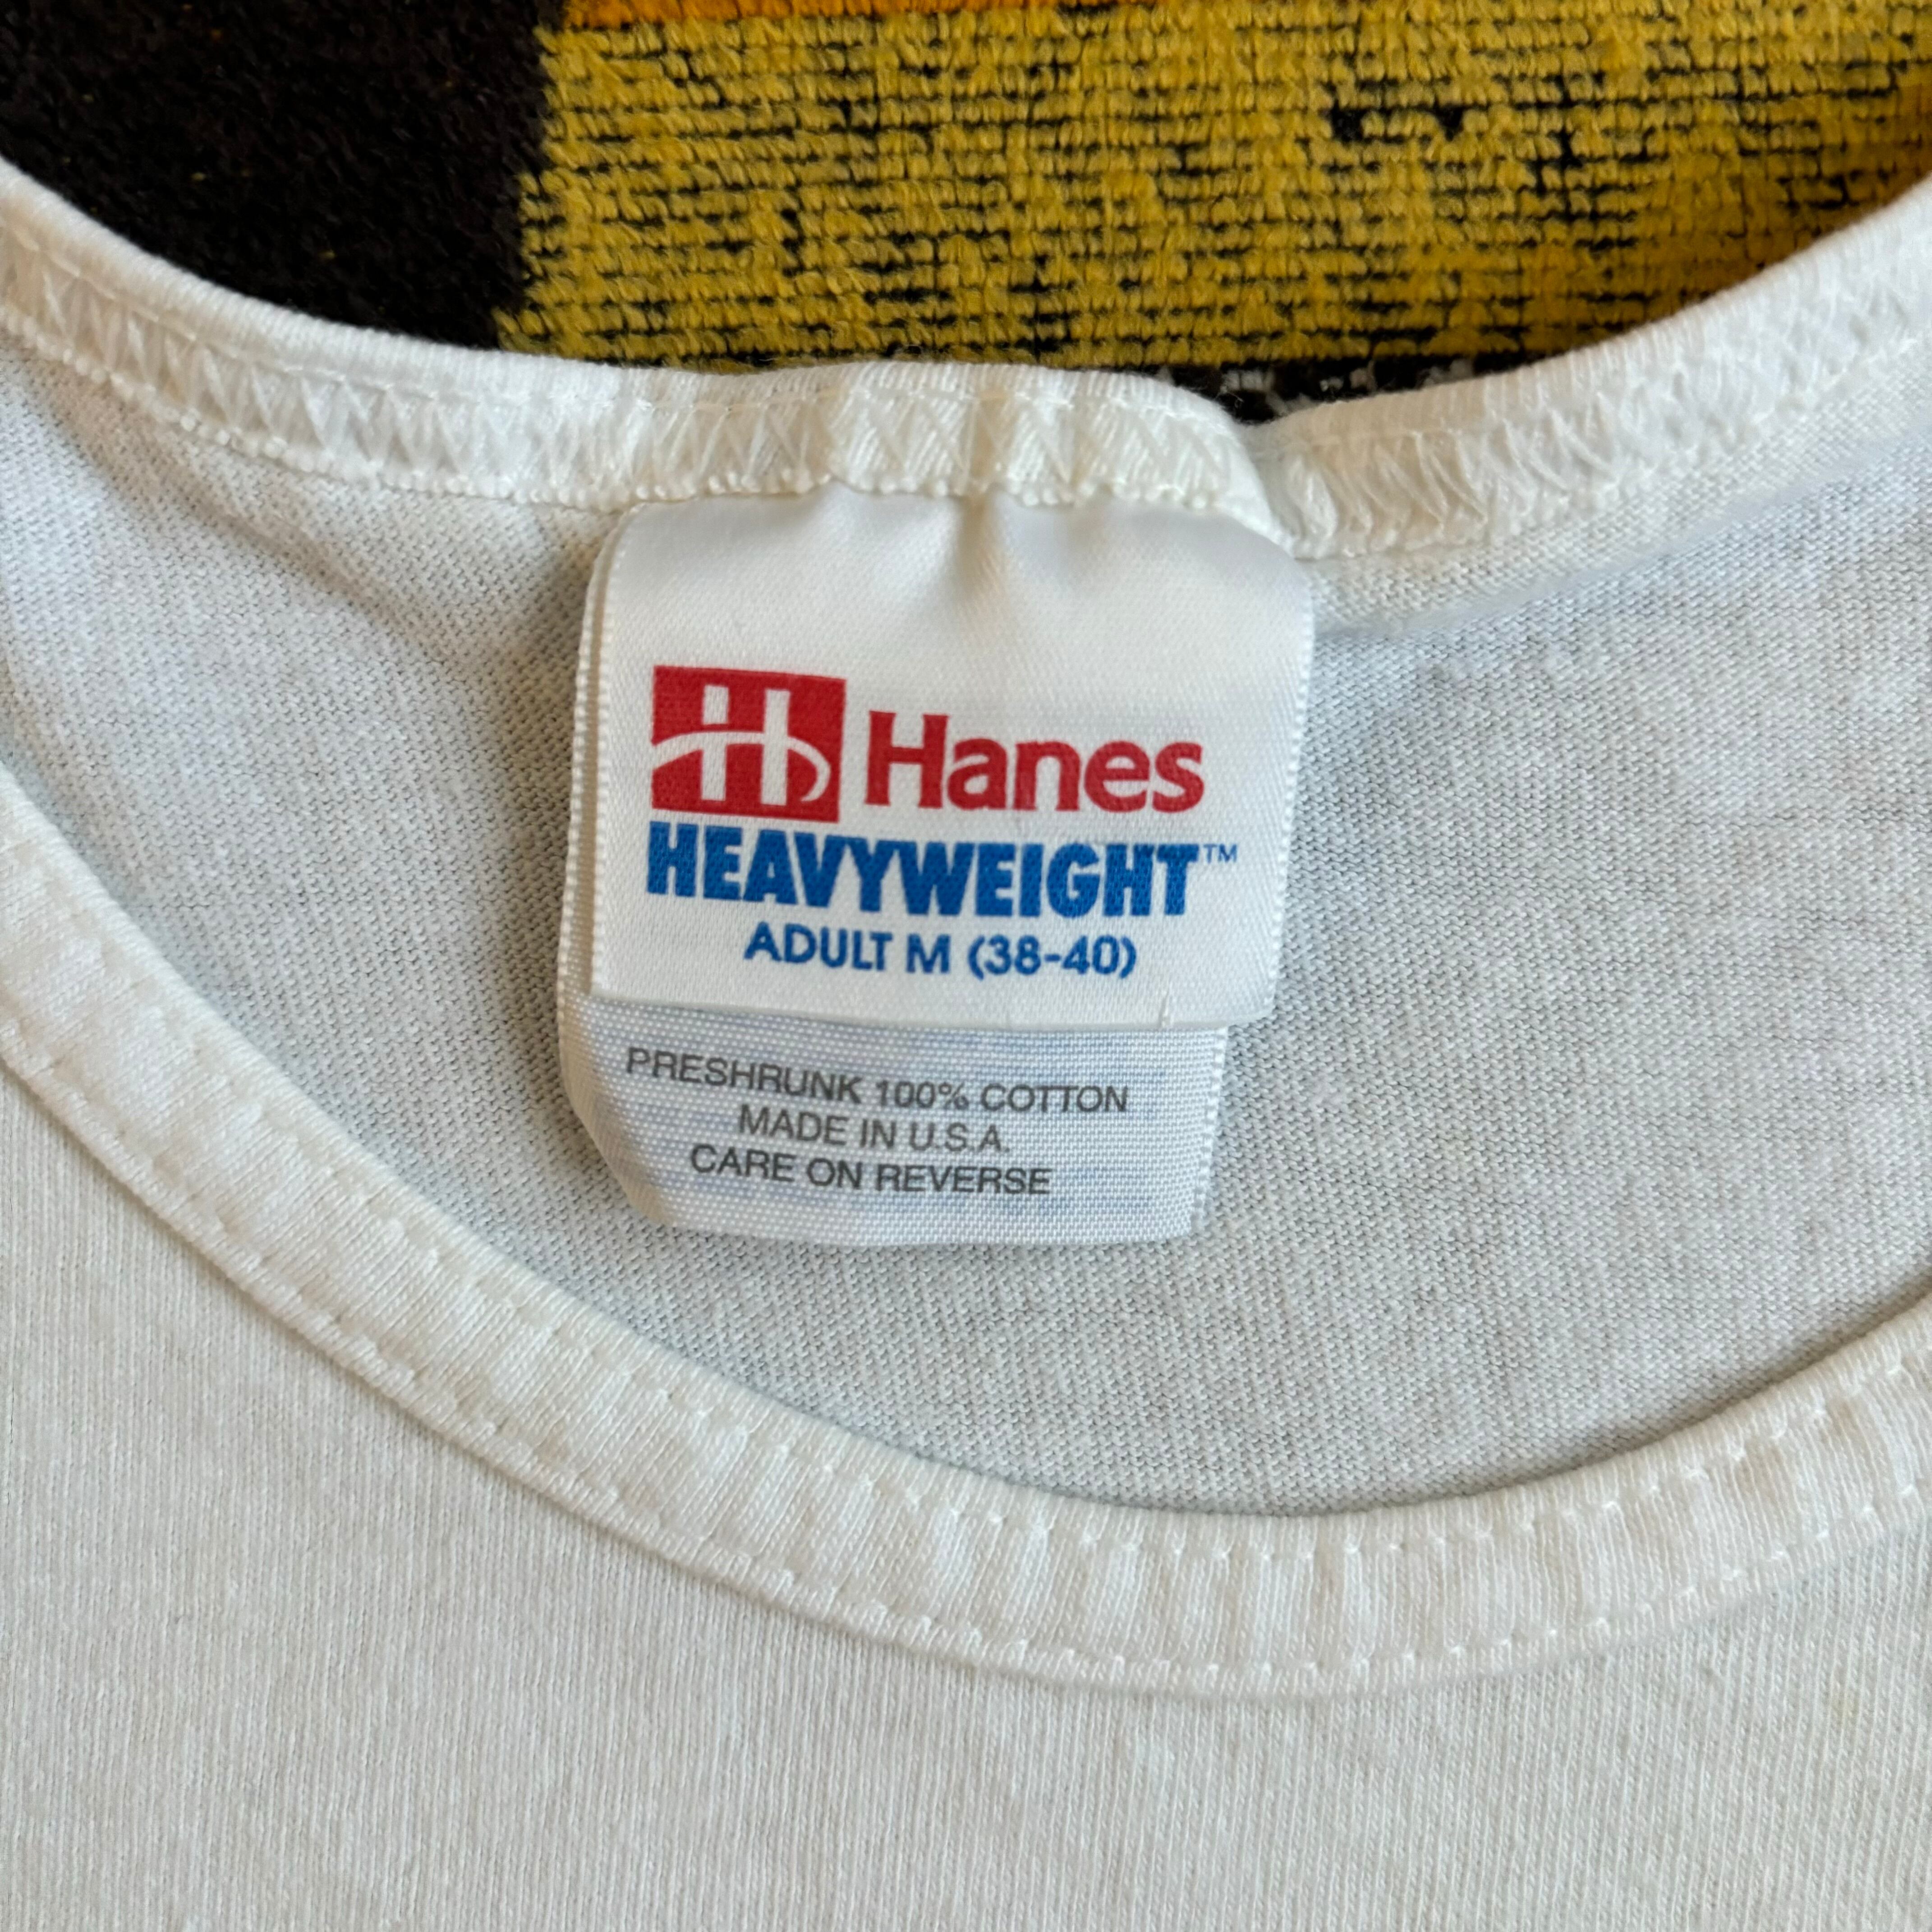 H Hanes
HEAVYWEIGHT™
ADULT M (38-40)
PRESHRUNK 100% COTTON
MADE IN U.S.A.
CARE ON REVERSE